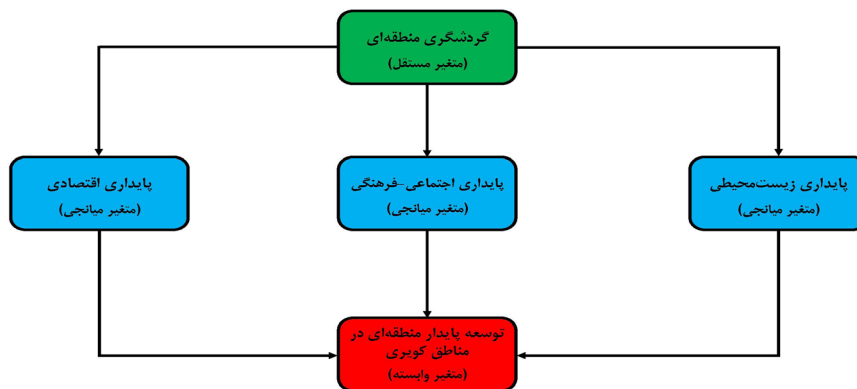 گردشگری منطقه‌ای
(متغیر مستقل)
پایداری زیست‌محیطی
(متغیر میانجی)
پایداری اجتماعی-فرهنگی
(متغیر میانجی)
پایداری اقتصادی
(متغیر میانجی)
توسعه پایدار منطقه‌ای در
مناطق کویری
(متغیر وابسته)